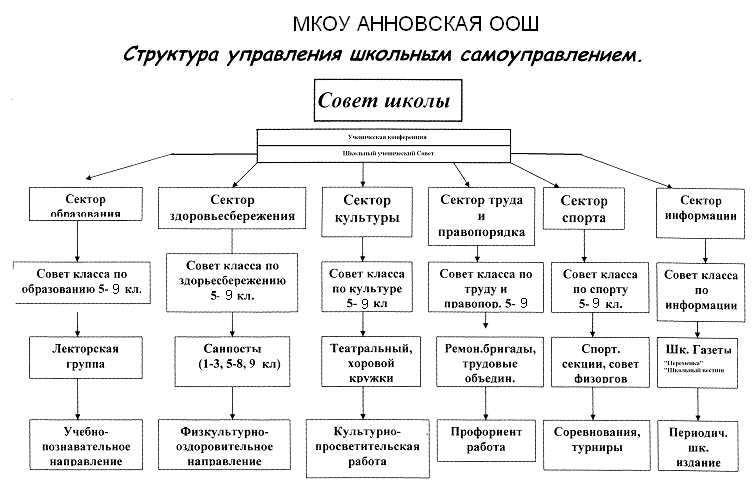 МКОУ АННОВСКАЯ ООШ
Структура управления школьным самоуправлением.
Совет школы
Ученическая конференция
Школьный ученический Совет
Сектор
образования
Сектор
здоровьесбережения
Сектор
культуры
Сектор труда
и
правопорядка
Сектор
спорта
Сектор
информации
Совет класса по
образованию 5- 9 кл.
Совет класса по
здорьесбережению
5- 9 кл.
Совет класса
по культуре
5- 9 кл
Совет класса по
труду и
правопор. 5- 9
Совет класса
по спорту
5- 9 кл.
Совет класса
по
информации
Лекторская
группа
Санпосты
(1-3, 5-8, 9 кл)
Театральный,
хоровой
кружки
Ремон.бригады,
трудовые
объедин.
Спорт.
секции, совет
физоргов
Шк. Газеты
"Переменка"
"Школьный вестник
Учебно-
познавательное
направление
Физкультурно-
оздоровительное
направление
Культурно-
просветительская
работа
Профориент
работа
Соревнования,
турниры
Периодич.
шк.
издание